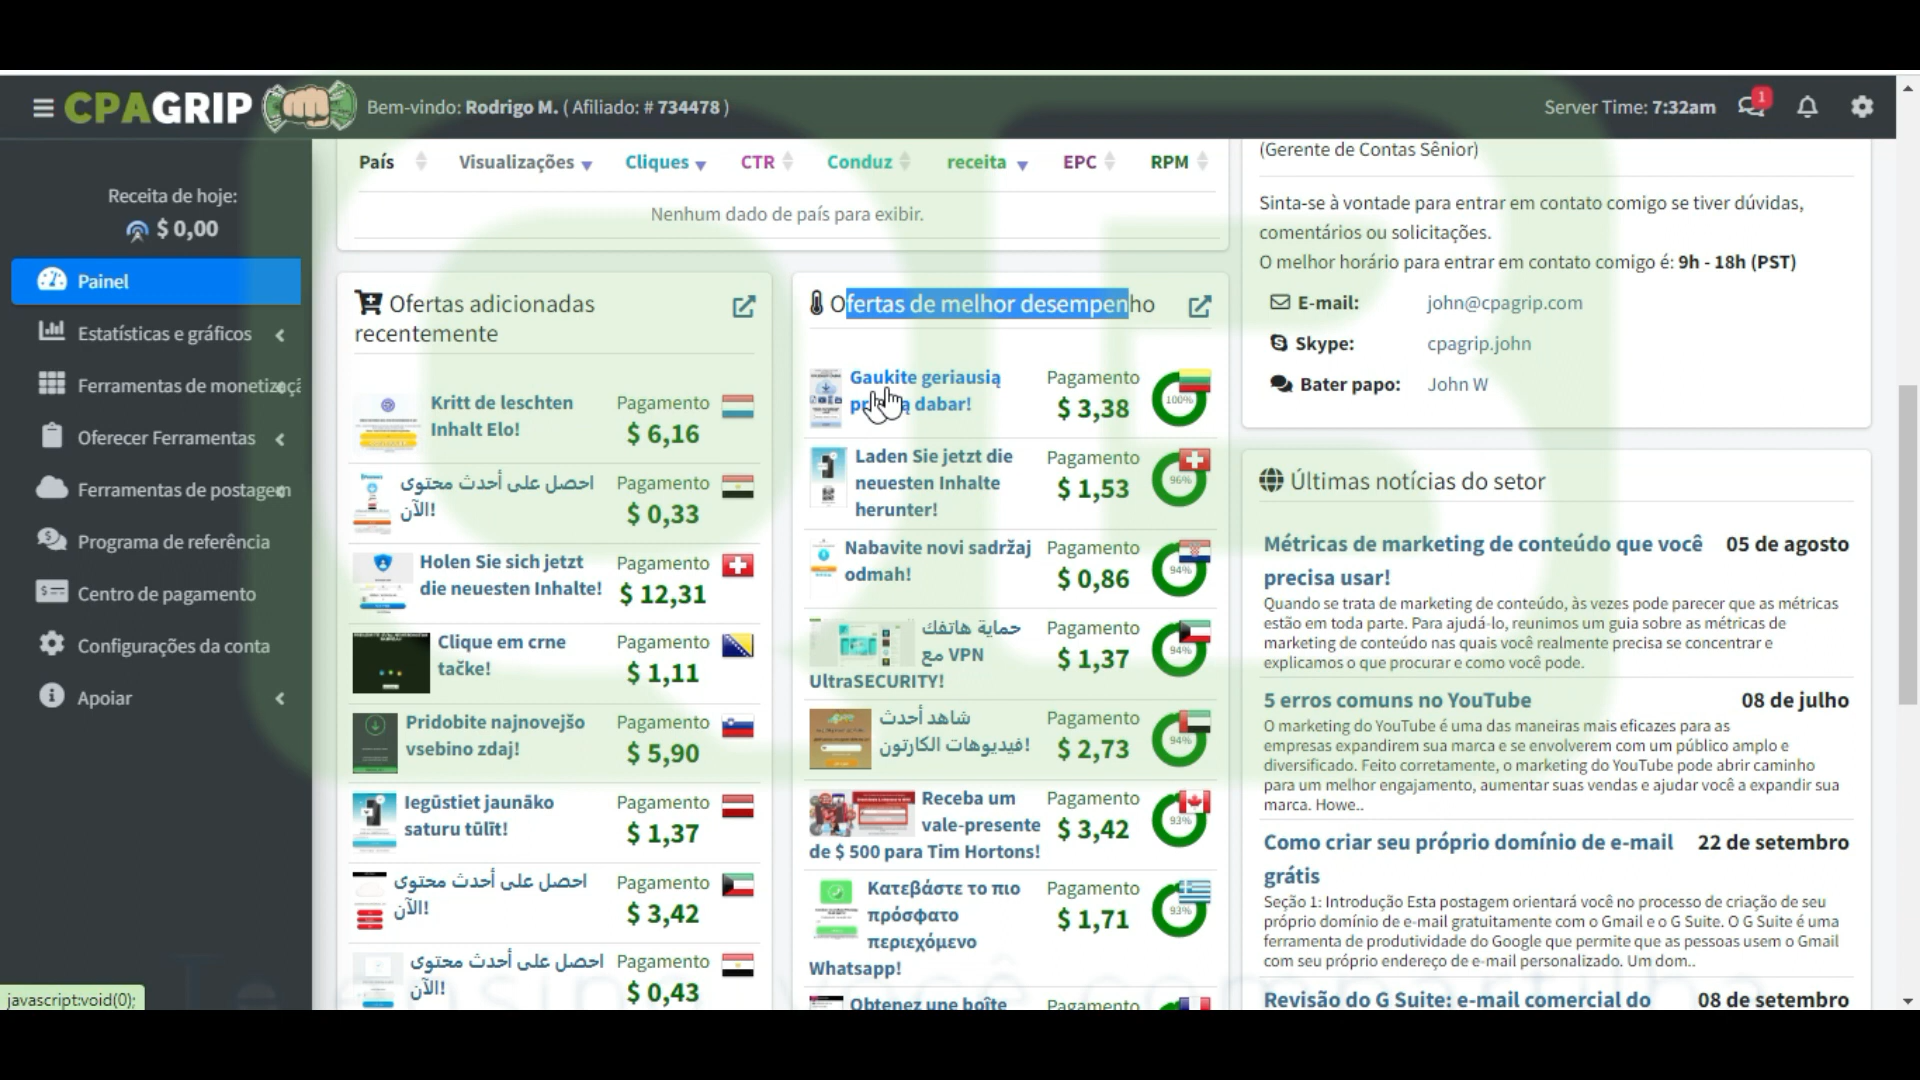 CPAGRIP
Bem-vindo: Rodrigo M. ( Afiliado: # 734478 )
Server Time: 7:32am
1
Receita de hoje:
$ 0,00
Painel
Estatísticas e gráficos
Ferramentas de monetizaçã
Oferecer Ferramentas
Ferramentas de postagem
Programa de referência
Centro de pagamento
Configurações da conta
Apoiar
javascript:void(0);
País Visualizações Cliques CTR Conduz receita EPC RPM
Nenhum dado de país para exibir.
Ofertas adicionadas
recentemente
Kritt de leschten
Inhalt Elo!
Pagamento
$ 6,16
احصل على أحدث محتوى
الآن!
Pagamento
$ 0,33
Holen Sie sich jetzt
die neuesten Inhalte!
Pagamento
$ 12,31
Clique em crne
tačke!
Pagamento
$ 1,11
Pridobite najnovejšo
vsebino zdaj!
Pagamento
$ 5,90
Iegūstiet jaunāko
saturu tūlīt!
Pagamento
$ 1,37
احصل على أحدث محتوى
الآن!
Pagamento
$ 3,42
احصل على أحدث محتوى
الآن!
Pagamento
$ 0,43
Ofertas de melhor desempenho
Gaukite geriausią
dabar!
Pagamento
$ 3,38
100%
Laden Sie jetzt die
neuesten Inhalte
herunter!
Pagamento
$ 1,53
96%
Nabavite novi sadržaj
odmah!
Pagamento
$ 0,86
94%
حماية هاتفك
مع VPN
UltraSECURITY!
Pagamento
$ 1,37
94%
شاهد أحدث
فيديوهات الكارتون!
Pagamento
$ 2,73
94%
Receba um
vale-presente
de $ 500 para Tim Hortons!
Pagamento
$ 3,42
93%
Κατεβάστε το πιο
πρόσφατο
περιεχόμενο
Whatsapp!
Pagamento
$ 1,71
93%
Obtenez une boîte
(Gerente de Contas Sênior)
Sinta-se à vontade para entrar em contato comigo se tiver dúvidas,
comentários ou solicitações.
O melhor horário para entrar em contato comigo é: 9h - 18h (PST)
E-mail: john@cpagrip.com
Skype: cpagrip.john
Bater papo: John W
Últimas notícias do setor
Métricas de marketing de conteúdo que você 05 de agosto
precisa usar!
Quando se trata de marketing de conteúdo, às vezes pode parecer que as métricas
estão em toda parte. Para ajudá-lo, reunimos um guia sobre as métricas de
marketing de conteúdo nas quais você realmente precisa se concentrar e
explicamos o que procurar e como você pode.
5 erros comuns no YouTube 08 de julho
O marketing do YouTube é uma das maneiras mais eficazes para as
empresas expandirem sua marca e se envolverem com um público amplo e
diversificado. Feito corretamente, o marketing do YouTube pode abrir caminho
para um melhor engajamento, aumentar suas vendas e ajudar você a expandir sua
marca. Howe..
Como criar seu próprio domínio de e-mail 22 de setembro
grátis
Seção 1: Introdução Esta postagem orientará você no processo de criação de seu
próprio domínio de e-mail gratuitamente com o Gmail e o G Suite. O G Suite é uma
ferramenta de produtividade do Google que permite que as pessoas usem o Gmail
com seu próprio endereço de e-mail personalizado. Um dom..
Revisão do G Suite: e-mail comercial do 08 de setembro